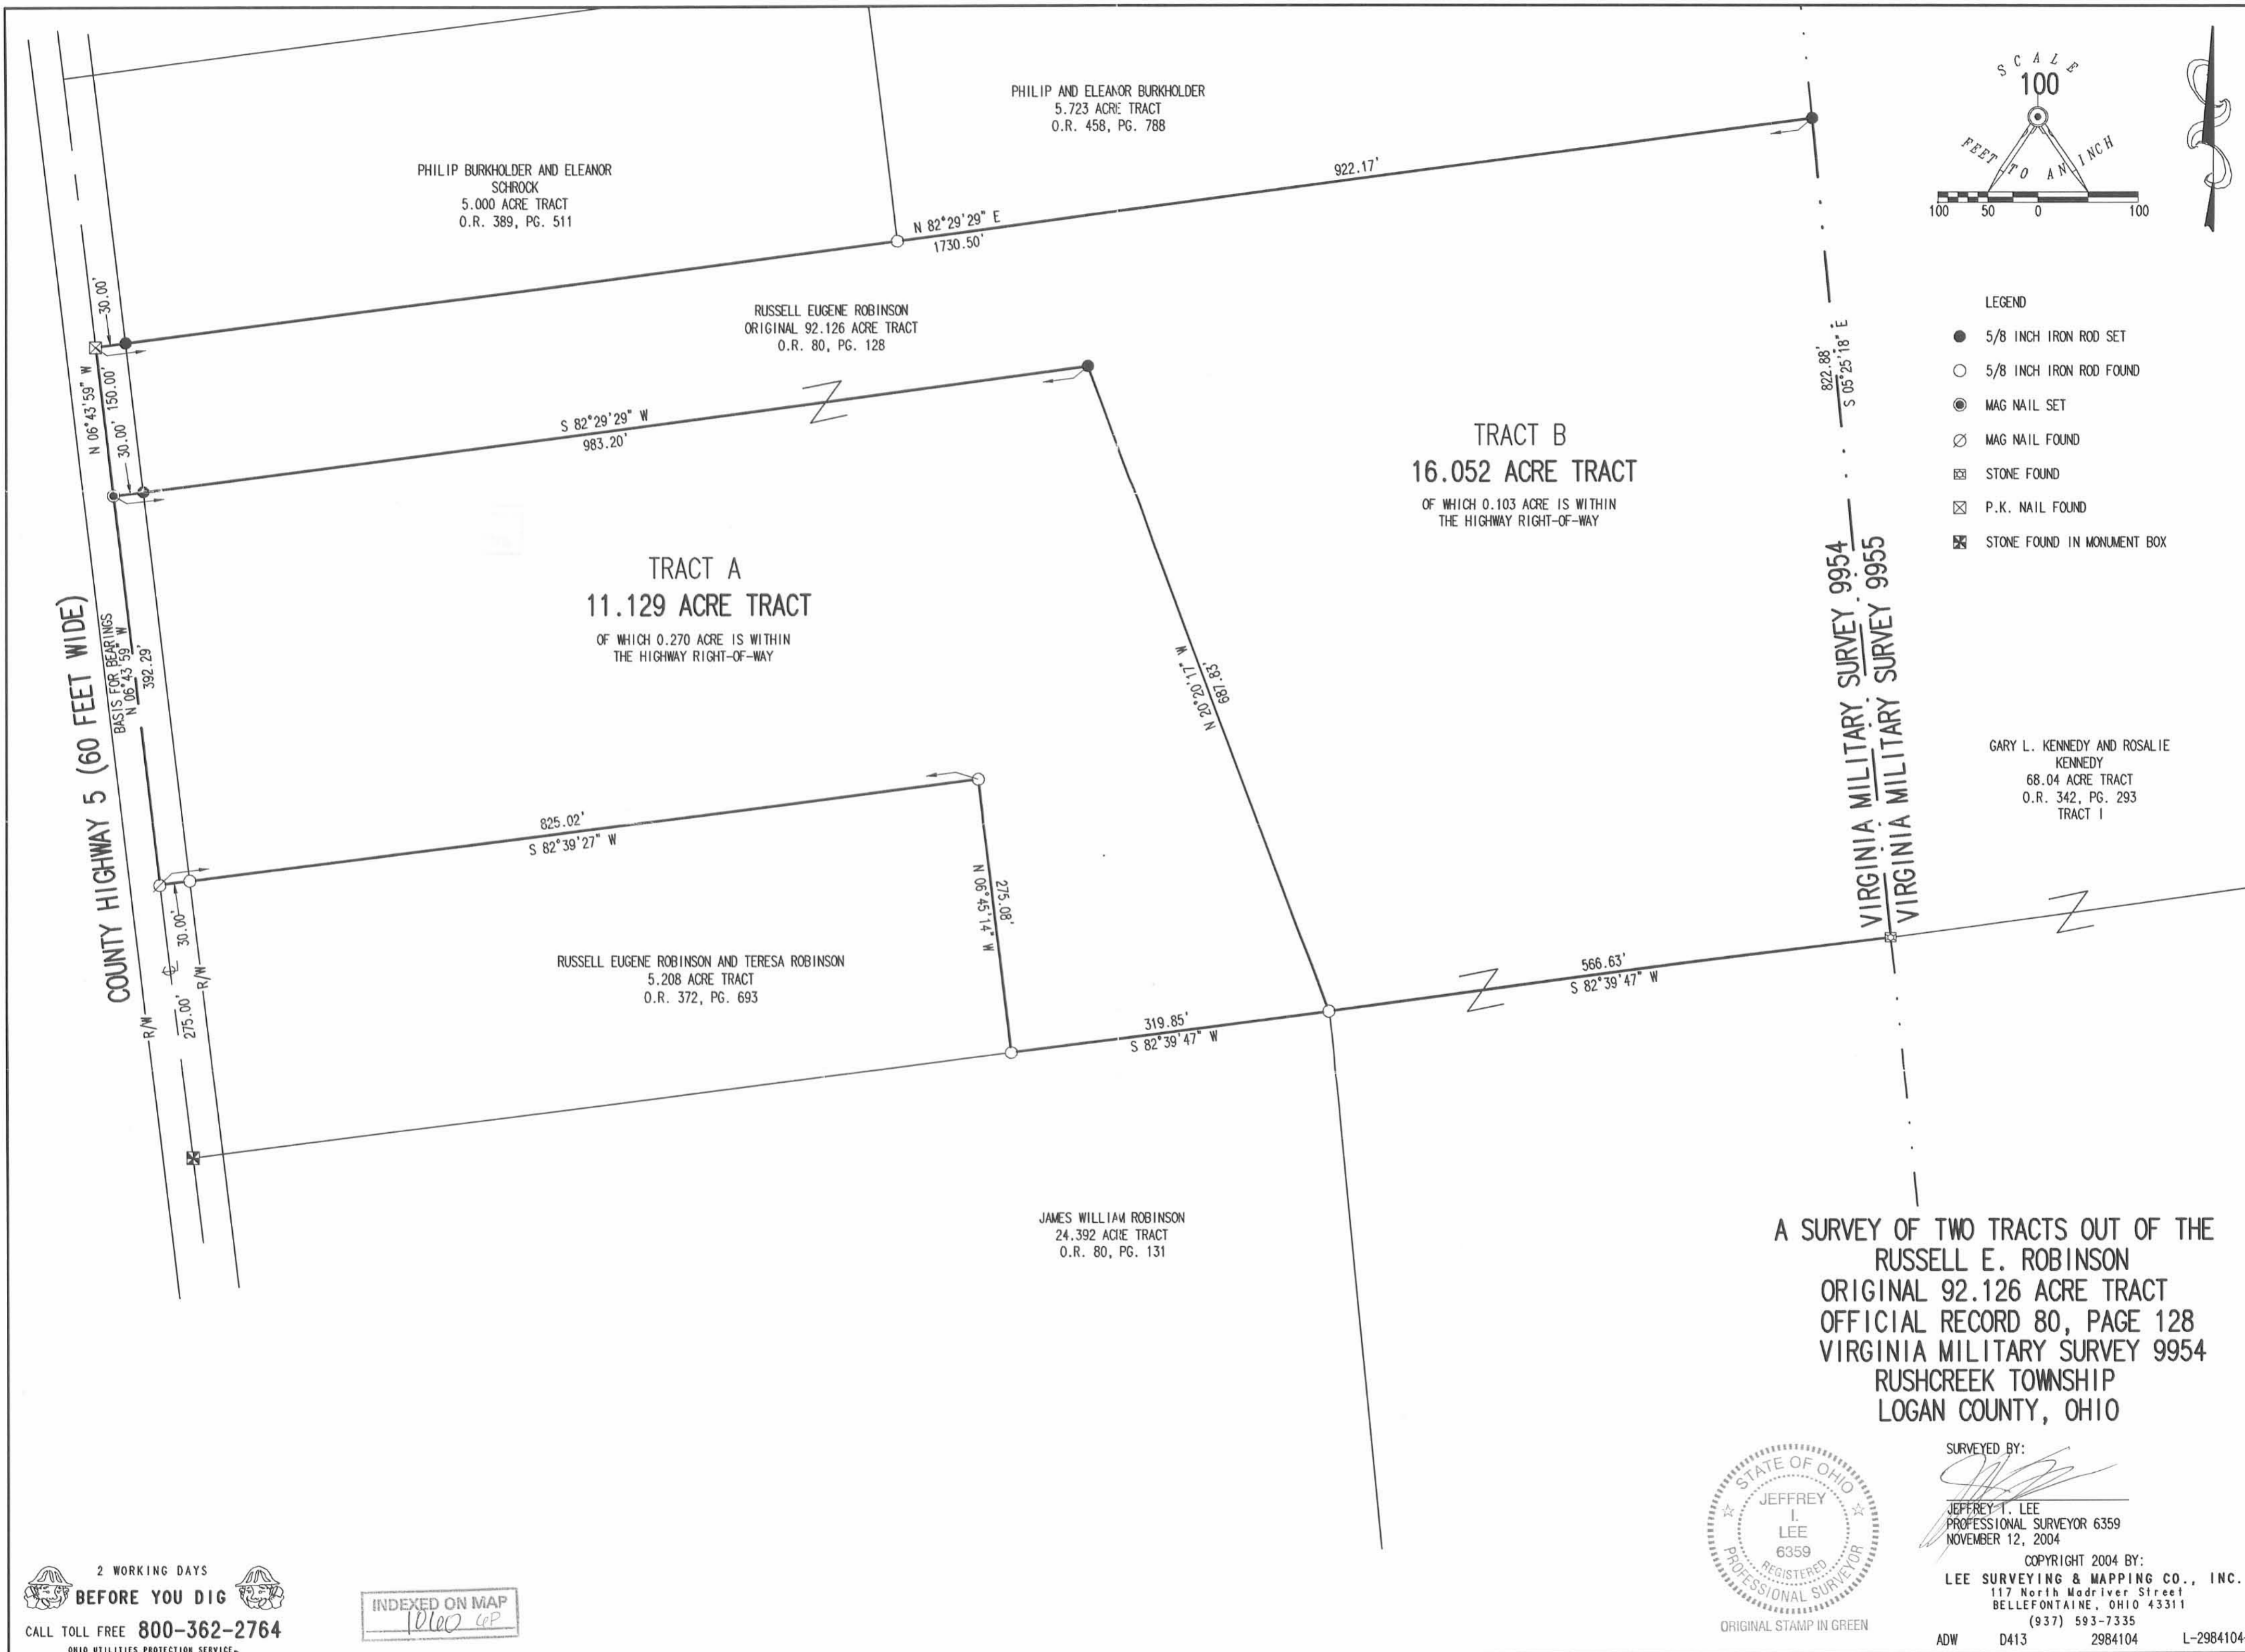 PHILIP AND ELEANOR BURKHOLDER
5.723 ACRE TRACT
O.R. 458, PG. 788
PHILIP BURKHOLDER AND ELEANOR
SCHROCK
5.000 ACRE TRACT
O.R. 389, PG. 511
922.17'
N 82°29'29" E
1730.50'
SCALE
100
FEET TO AN INCH
100 50 0 100
30.00'
RUSSELL EUGENE ROBINSON
ORIGINAL 92.126 ACRE TRACT
O.R. 80, PG. 128
N 06°43'59" W
150.00'
30.00'
S 82°29'29" W
983.20'
822.88'
S 05°25'18" E
LEGEND
5/8 INCH IRON ROD SET
5/8 INCH IRON ROD FOUND
MAG NAIL SET
MAG NAIL FOUND
STONE FOUND
P.K. NAIL FOUND
STONE FOUND IN MONUMENT BOX
TRACT B
16.052 ACRE TRACT
OF WHICH 0.103 ACRE IS WITHIN
THE HIGHWAY RIGHT-OF-WAY
TRACT A
11.129 ACRE TRACT
OF WHICH 0.270 ACRE IS WITHIN
THE HIGHWAY RIGHT-OF-WAY
COUNTY HIGHWAY 5 (60 FEET WIDE)
BASIS FOR BEARINGS
N 06°43'59" W
392.29'
N 20°20'17" W
687.83'
VIRGINIA MILITARY SURVEY 9954
VIRGINIA MILITARY SURVEY 9955
GARY L. KENNEDY AND ROSALIE
KENNEDY
68.04 ACRE TRACT
O.R. 342, PG. 293
TRACT I
825.02'
S 82°39'27" W
275.08'
N 06°45'14" W
30.00'
R/W
275.00'
R/W
RUSSELL EUGENE ROBINSON AND TERESA ROBINSON
5.208 ACRE TRACT
O.R. 372, PG. 693
566.63'
S 82°39'47" W
319.85'
S 82°39'47" W
JAMES WILLIAM ROBINSON
24.392 ACRE TRACT
O.R. 80, PG. 131
A SURVEY OF TWO TRACTS OUT OF THE
RUSSELL E. ROBINSON
ORIGINAL 92.126 ACRE TRACT
OFFICIAL RECORD 80, PAGE 128
VIRGINIA MILITARY SURVEY 9954
RUSHCREEK TOWNSHIP
LOGAN COUNTY, OHIO
STATE OF OHIO
JEFFREY
I.
LEE
6359
REGISTERED
PROFESSIONAL SURVEYOR
ORIGINAL STAMP IN GREEN
SURVEYED BY:
JEFFREY I. LEE
PROFESSIONAL SURVEYOR 6359
NOVEMBER 12, 2004
COPYRIGHT 2004 BY:
LEE SURVEYING & MAPPING CO., INC.
117 North Madriver Street
BELLEFONTAINE, OHIO 43311
(937) 593-7335
ADW D413 2984104 L-2984104
2 WORKING DAYS
BEFORE YOU DIG
CALL TOLL FREE 800-362-2764
OHIO UTILITIES PROTECTION SERVICE
INDEXED ON MAP